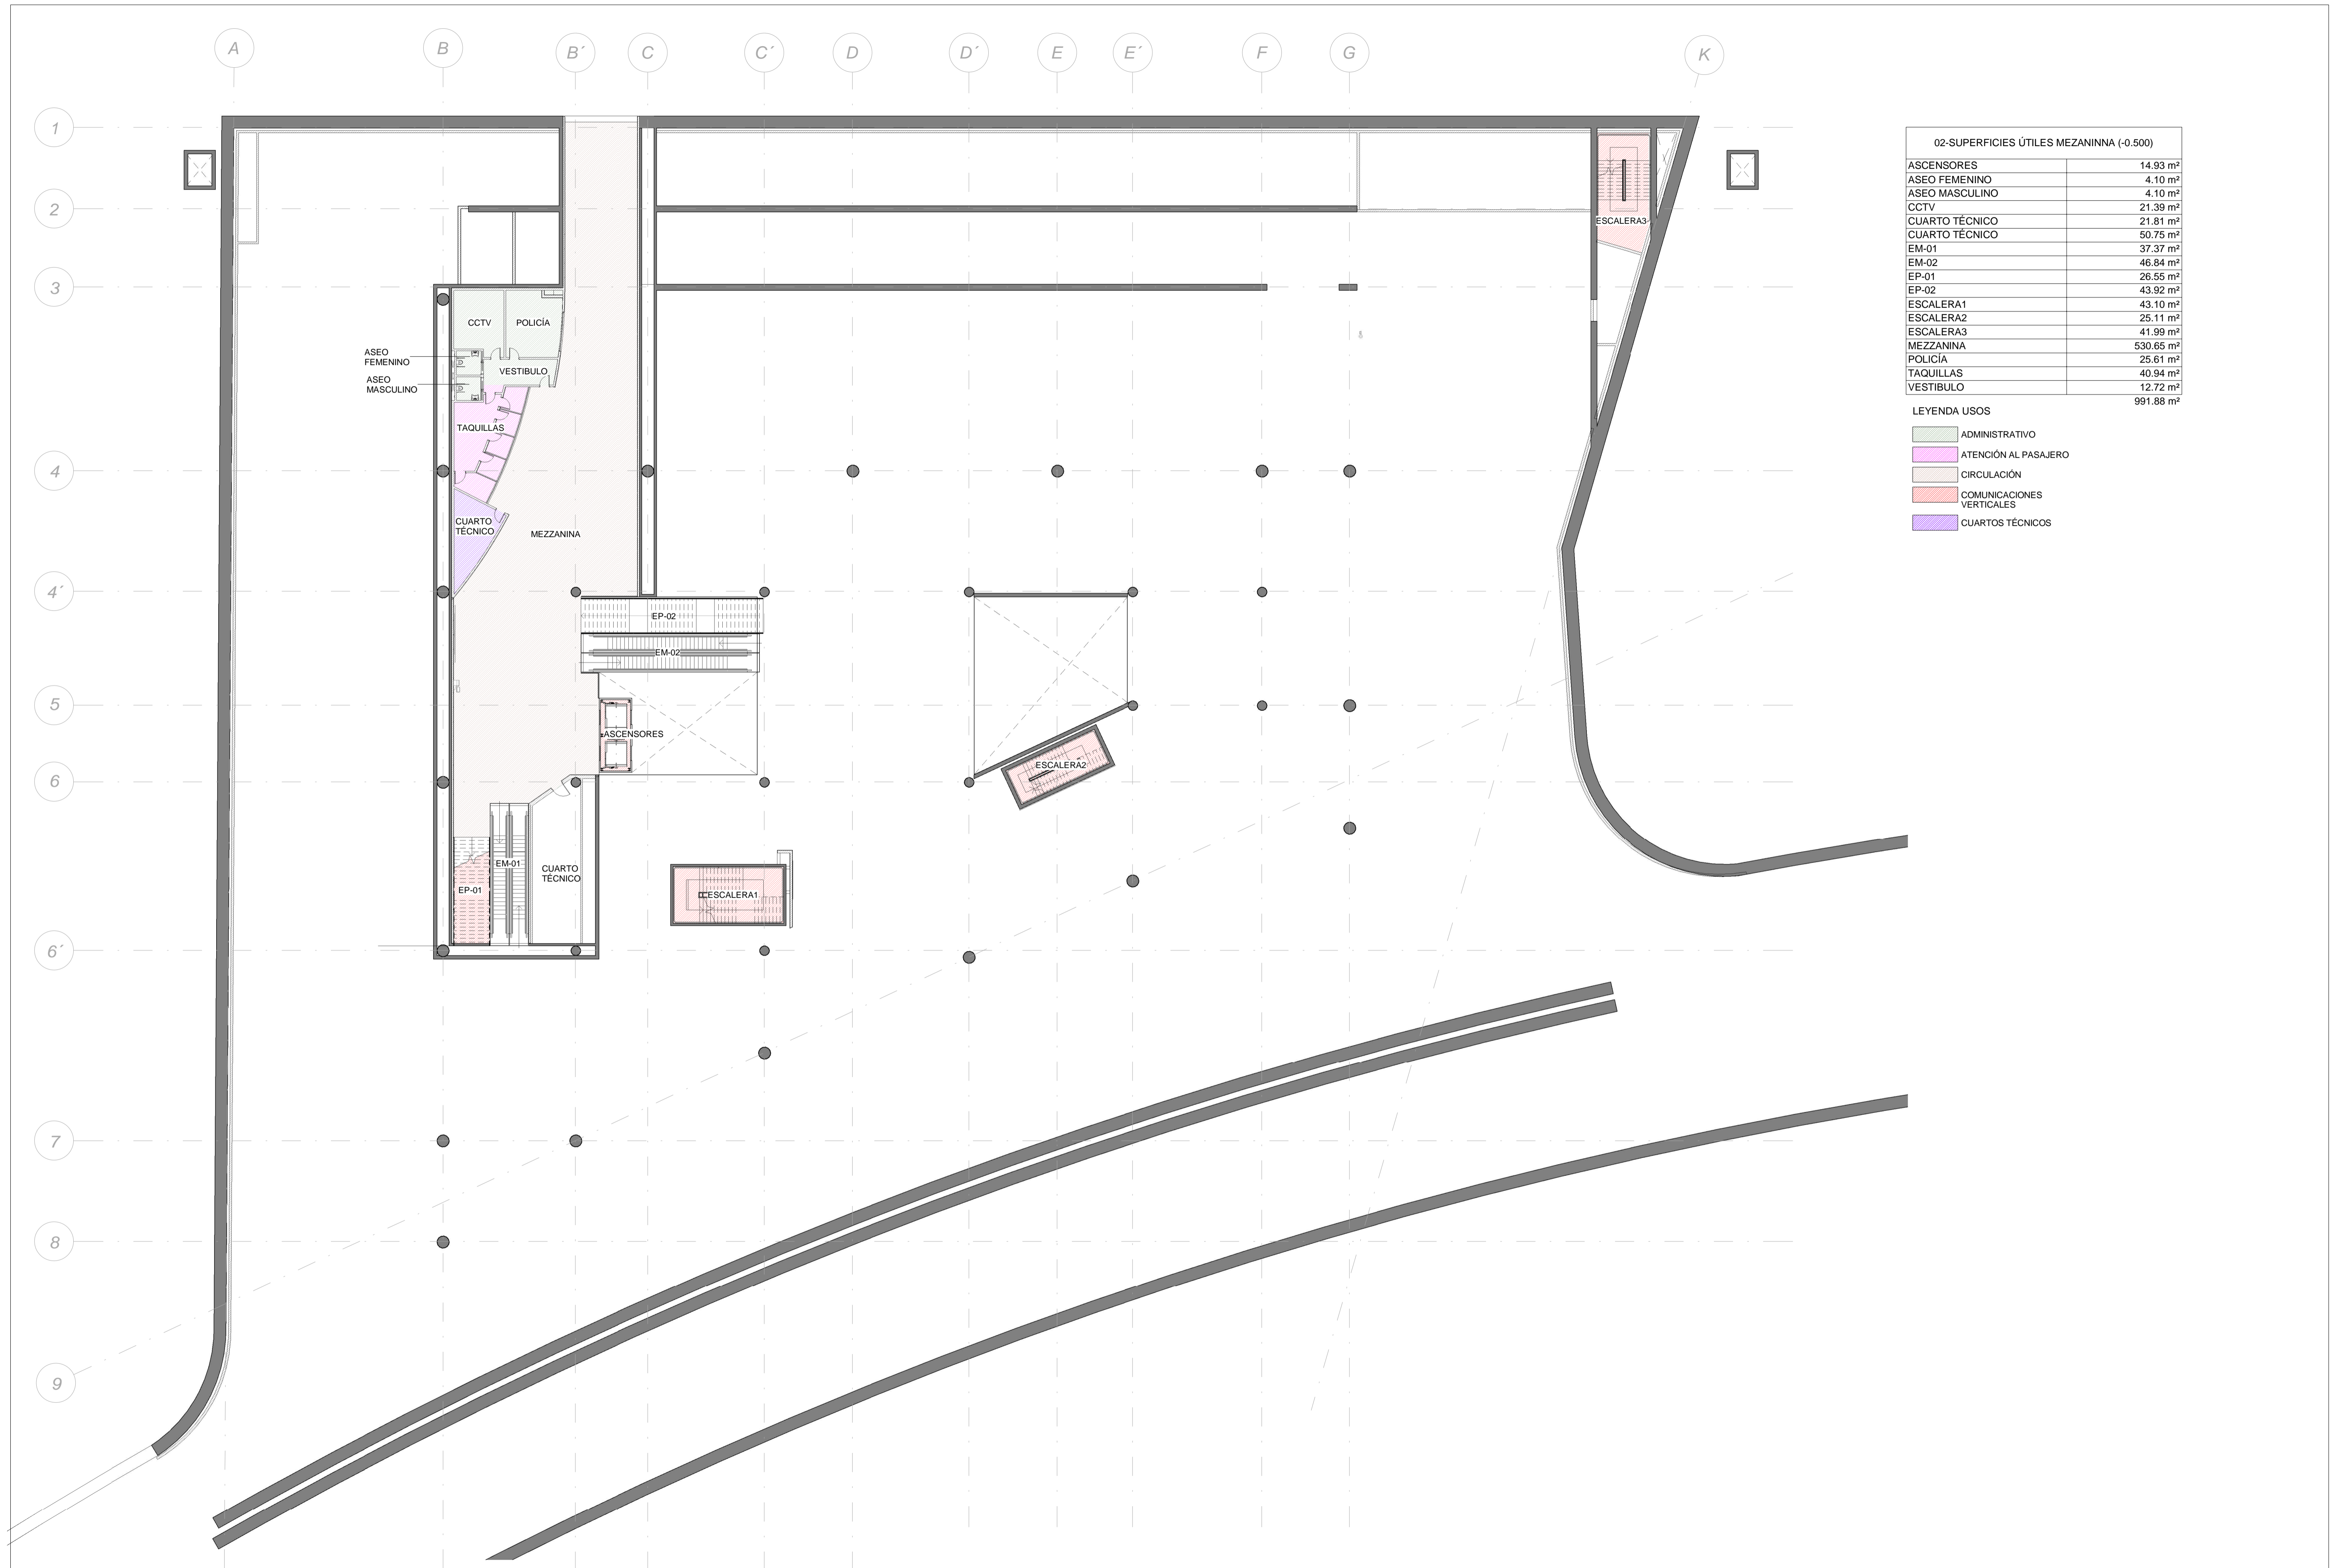 A
B
B´
C
C´
D
D´
E
E´
F
G
K
1
2
3
4
4´
5
6
6´
7
8
9
CCTV
POLICÍA
ASEO
FEMENINO
VESTIBULO
ASEO
MASCULINO
TAQUILLAS
CUARTO
TÉCNICO
MEZZANINA
EP-02
EM-02
ASCENSORES
ESCALERA2
ESCALERA3
EM-01
CUARTO
TÉCNICO
EP-01
ESCALERA1
02-SUPERFICIES ÚTILES MEZANINNA (-0.500)
ASCENSORES 14.93 m²
ASEO FEMENINO 4.10 m²
ASEO MASCULINO 4.10 m²
CCTV 21.39 m²
CUARTO TÉCNICO 21.81 m²
CUARTO TÉCNICO 50.75 m²
EM-01 37.37 m²
EM-02 46.84 m²
EP-01 26.55 m²
EP-02 43.92 m²
ESCALERA1 43.10 m²
ESCALERA2 25.11 m²
ESCALERA3 41.99 m²
MEZZANINA 530.65 m²
POLICÍA 25.61 m²
TAQUILLAS 40.94 m²
VESTIBULO 12.72 m²
991.88 m²
LEYENDA USOS
ADMINISTRATIVO
ATENCIÓN AL PASAJERO
CIRCULACIÓN
COMUNICACIONES
VERTICALES
CUARTOS TÉCNICOS